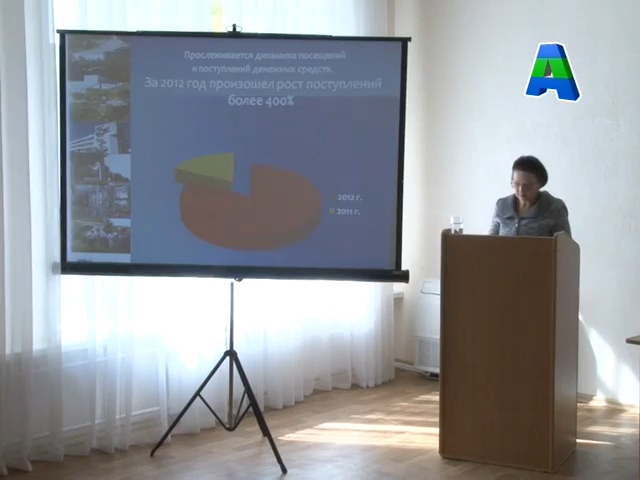 Прослеживается динамика посещений
и поступлений денежных средств.
За 2012 год произошел рост поступлений
более 400%
2012 г.
2011 г.
А